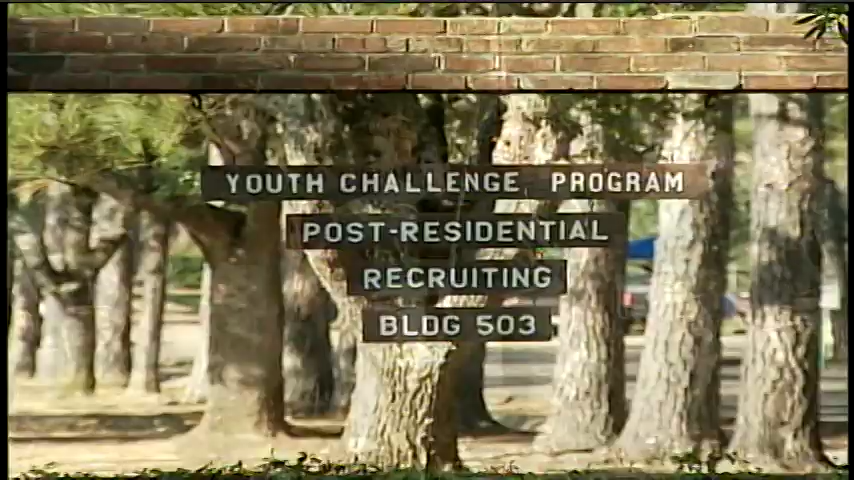 YOUTH CHALLENGE PROGRAM
POST-RESIDENTIAL
RECRUITING
BLDG 503